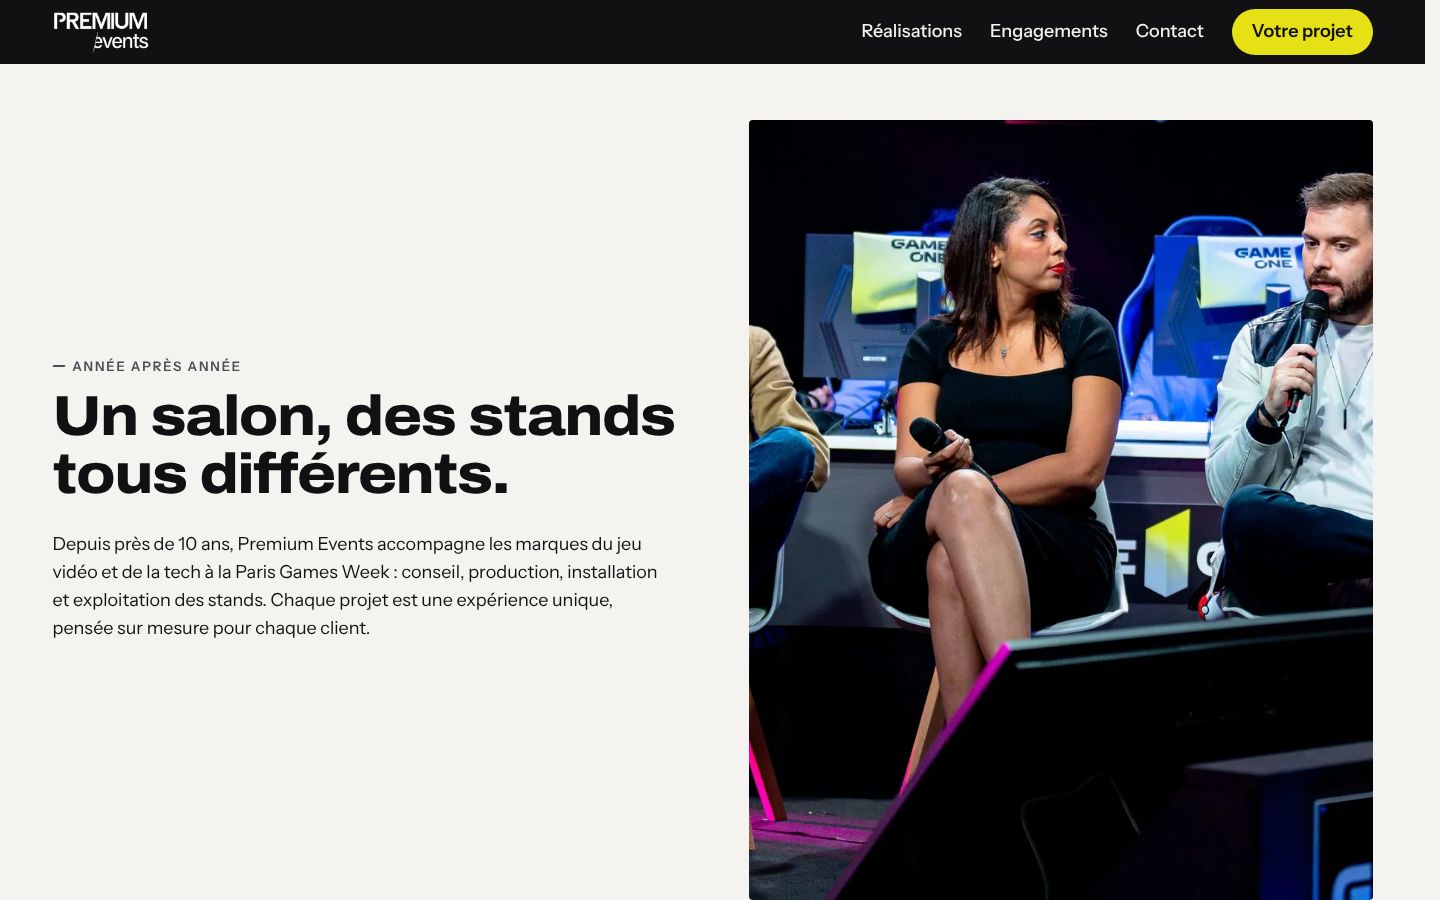 PREMIUM
events
Réalisations
Engagements
Contact
Votre projet
— ANNÉE APRÈS ANNÉE
Un salon, des stands
tous différents.
Depuis près de 10 ans, Premium Events accompagne les marques du jeu
vidéo et de la tech à la Paris Games Week : conseil, production, installation
et exploitation des stands. Chaque projet est une expérience unique,
pensée sur mesure pour chaque client.
GAME
ONE
GAME
ONE